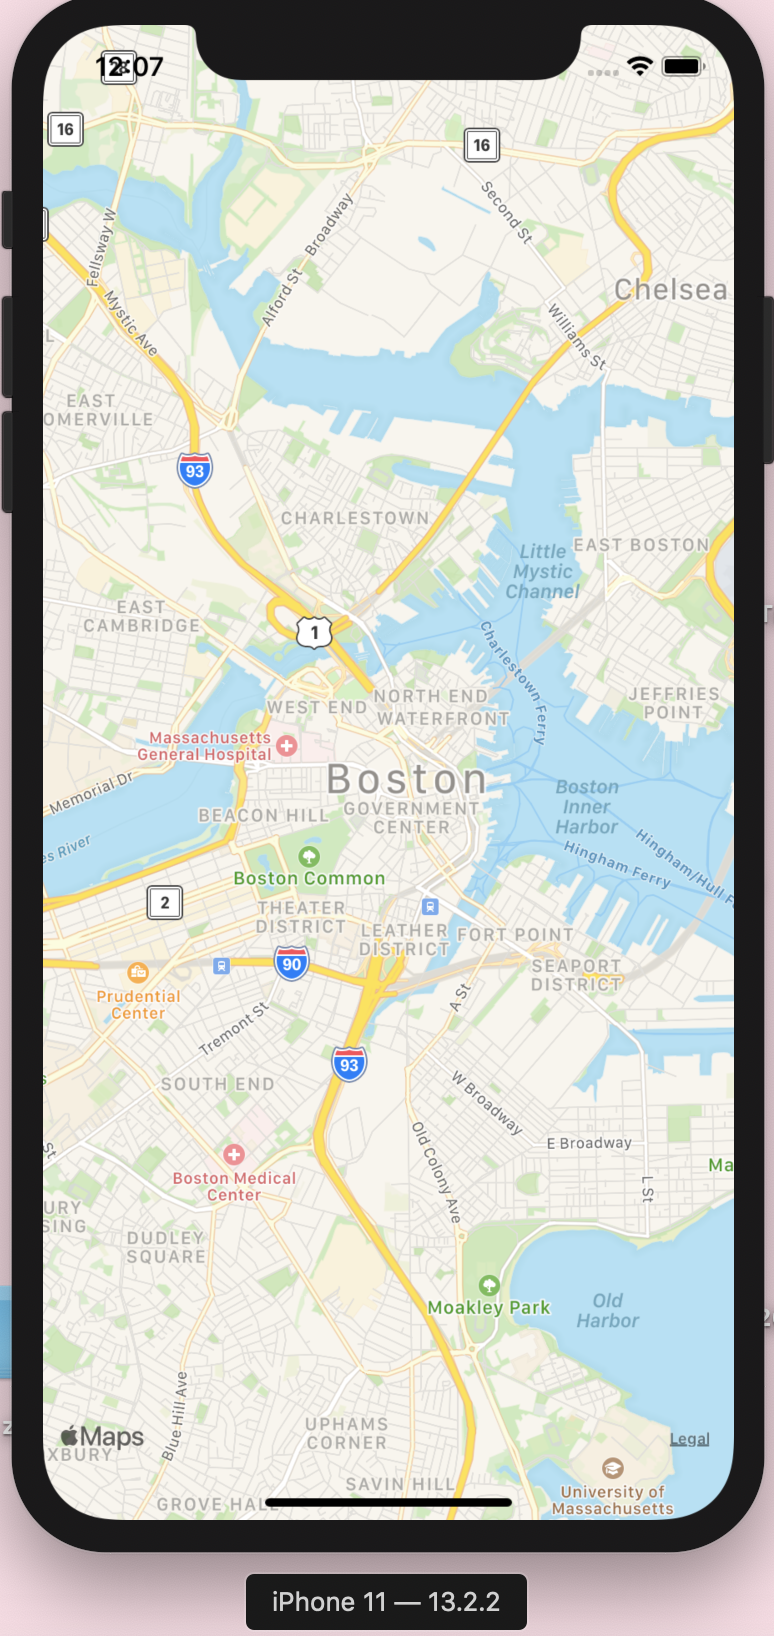 12:07
16
16
Fellsway W
Broadway
Second St
Alford St
Mystic Ave
Chelsea
Williams St
L
EAST
OMERVILLE
93
CHARLESTOWN
Little
Mystic
Channel
EAST BOSTON
EAST
CAMBRIDGE
1
Charlestown Ferry
WEST END
NORTH END
WATERFRONT
JEFFRIES
POINT
Massachusetts
General Hospital
Memorial Dr
Boston
GOVERNMENT
CENTER
BEACON HILL
Boston
Inner
Harbor
es River
Boston Common
Hingham Ferry
Hingham/Hull F
2
THEATER
DISTRICT
LEATHER
DISTRICT
FORT POINT
90
SEAPORT
DISTRICT
Prudential
Center
A St
Tremont St
93
SOUTH END
W Broadway
E Broadway
Old Colony Ave
L St
Ma
s
St
Boston Medical
Center
URY
SING
DUDLEY
SQUARE
Moakley Park
Old
Harbor
Blue Hill Ave
Maps
XBURY
UPHAMS
CORNER
Legal
SAVIN HILL
GROVE HALL
University of
Massachusetts
iPhone 11 — 13.2.2